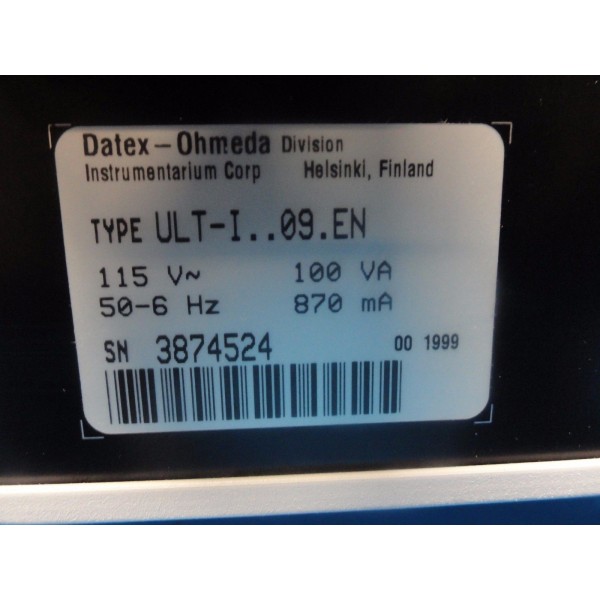 Datex-Ohmeda Division
Instrumentarium Corp Helsinki, Finland
TYPE ULT-I..09.EN
115 V~ 100 VA
50-6 Hz 870 mA
SN 3874524 00 1999